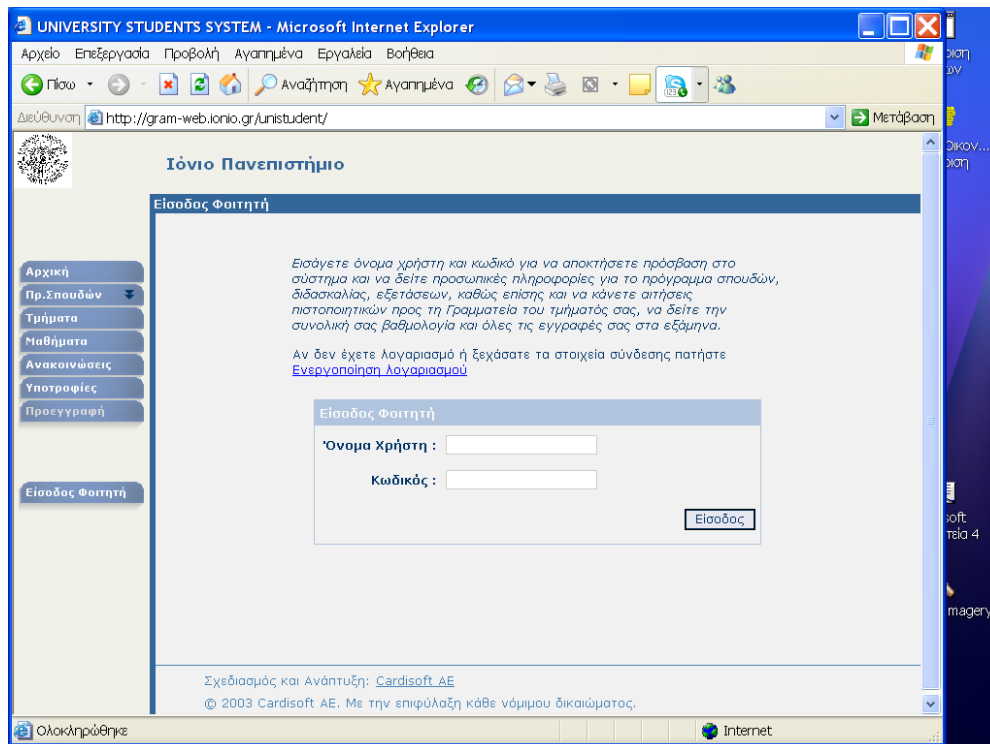 UNIVERSITY STUDENTS SYSTEM - Microsoft Internet Explorer
Αρχείο Επεξεργασία Προβολή Αγαπημένα Εργαλεία Βοήθεια
Πίσω Αναζήτηση Αγαπημένα
Διεύθυνση http://gram-web.ionio.gr/unistudent/ Μετάβαση
Ιόνιο Πανεπιστήμιο
Είσοδος Φοιτητή
Αρχική
Πρ.Σπουδών
Τμήματα
Μαθήματα
Ανακοινώσεις
Υποτροφίες
Προεγγραφή
Είσοδος Φοιτητή
Εισάγετε όνομα χρήστη και κωδικό για να αποκτήσετε πρόσβαση στο
σύστημα και να δείτε προσωπικές πληροφορίες για το πρόγραμμα σπουδών,
διδασκαλίας, εξετάσεων, καθώς επίσης και να κάνετε αιτήσεις
πιστοποιητικών προς τη Γραμματεία του τμήματός σας, να δείτε την
συνολική σας βαθμολογία και όλες τις εγγραφές σας στα εξάμηνα.
Αν δεν έχετε λογαριασμό ή ξεχάσατε τα στοιχεία σύνδεσης πατήστε
Ενεργοποίηση λογαριασμού
Είσοδος Φοιτητή
Όνομα Χρήστη :
Κωδικός :
Είσοδος
Σχεδιασμός και Ανάπτυξη: Cardisoft AE
© 2003 Cardisoft AE. Με την επιφύλαξη κάθε νόμιμου δικαιώματος.
Ολοκληρώθηκε Internet